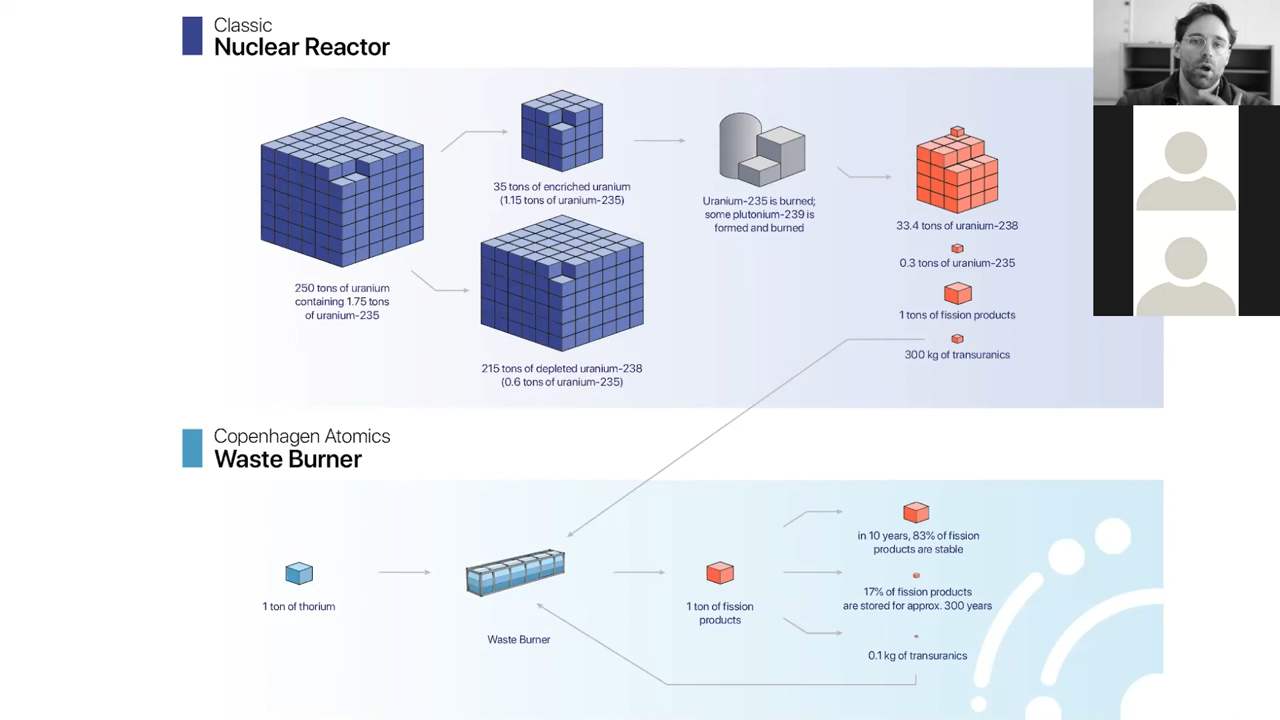 Classic
Nuclear Reactor
35 tons of encriched uranium
(1.15 tons of uranium-235)
Uranium-235 is burned;
some plutonium-239 is
formed and burned
33.4 tons of uranium-238
0.3 tons of uranium-235
250 tons of uranium
containing 1.75 tons
of uranium-235
1 tons of fission products
300 kg of transuranics
215 tons of depleted uranium-238
(0.6 tons of uranium-235)
Copenhagen Atomics
Waste Burner
1 ton of thorium
Waste Burner
1 ton of fission
products
in 10 years, 83% of fission
products are stable
17% of fission products
are stored for approx. 300 years
0.1 kg of transuranics